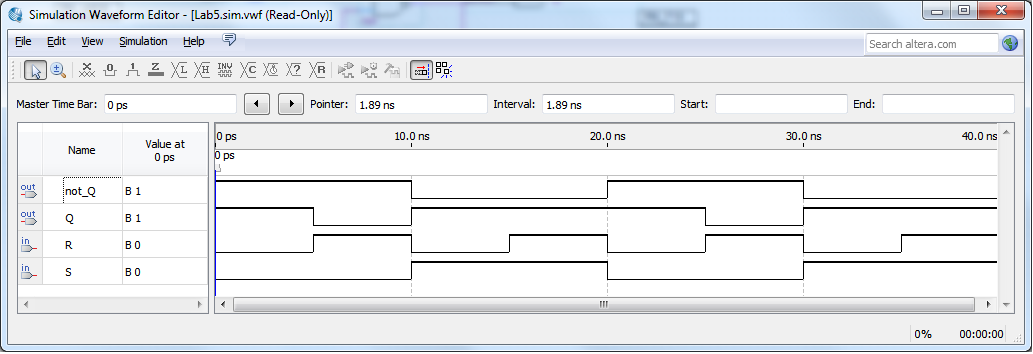 Simulation Waveform Editor - [Lab5.sim.vwf (Read-Only)]
File Edit View Simulation Help Search altera.com
Master Time Bar: 0 ps Pointer: 1.89 ns Interval: 1.89 ns Start: End:
Name Value at 0 ps
0 ps 10.0 ns 20.0 ns 30.0 ns 40.0 ns
0 ps
out not_Q B 1
out Q B 1
in R B 0
in S B 0
0% 00:00:00